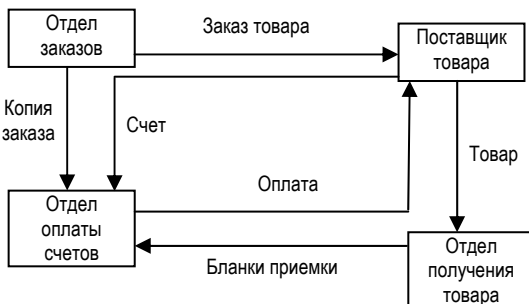 Отдел
заказов
Заказ товара
Поставщик
товара
Копия
заказа
Счет
Товар
Оплата
Отдел
оплаты
счетов
Бланки приемки
Отдел
получения
товара